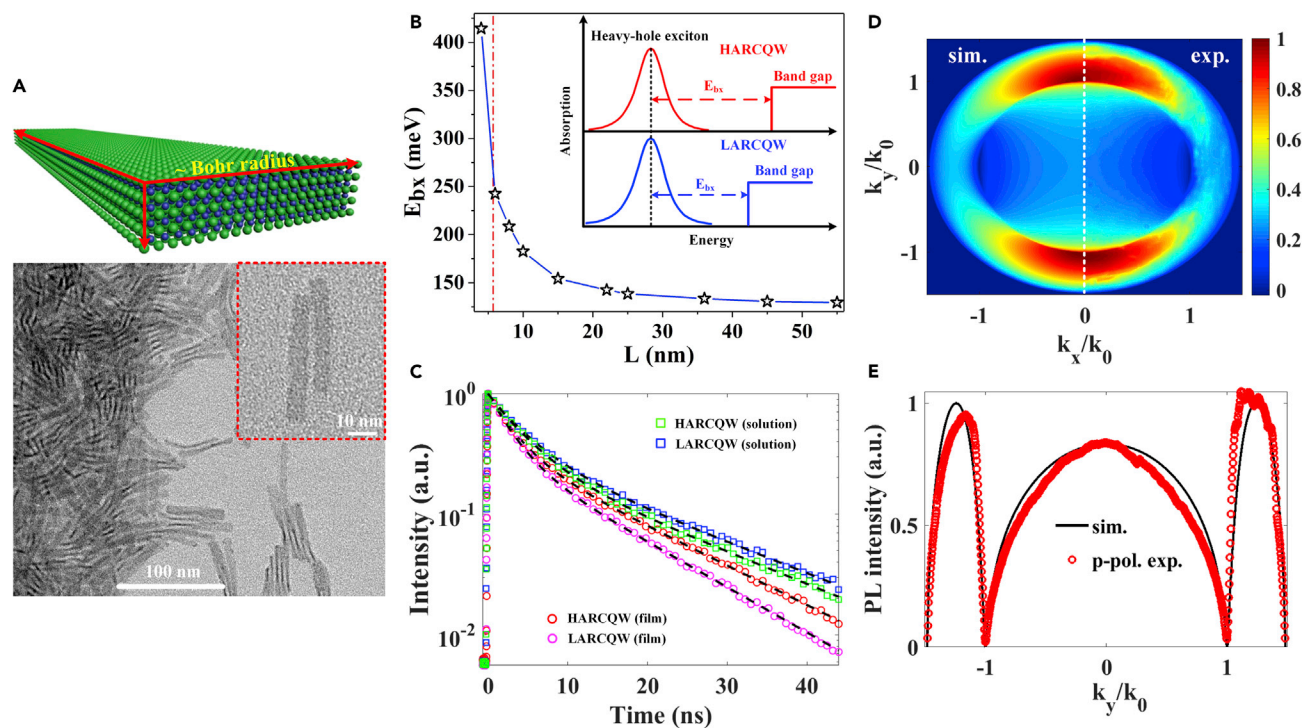 A
~ Bohr radius
10 nm
100 nm
B
E_bx (meV)
400
350
300
250
200
150
10
20
30
40
50
L (nm)
Heavy-hole exciton
HARCQW
E_bx
Band gap
Absorption
LARCQW
E_bx
Band gap
Energy
C
Intensity (a.u.)
10^0
10^-1
10^-2
HARCQW (solution)
LARCQW (solution)
HARCQW (film)
LARCQW (film)
0
10
20
30
40
Time (ns)
D
sim.
exp.
k_y/k_0
1
0
-1
-1
0
1
k_x/k_0
1
0.8
0.6
0.4
0.2
0
E
PL intensity (a.u.)
1
0.5
0
sim.
p-pol. exp.
-1
0
1
k_y/k_0